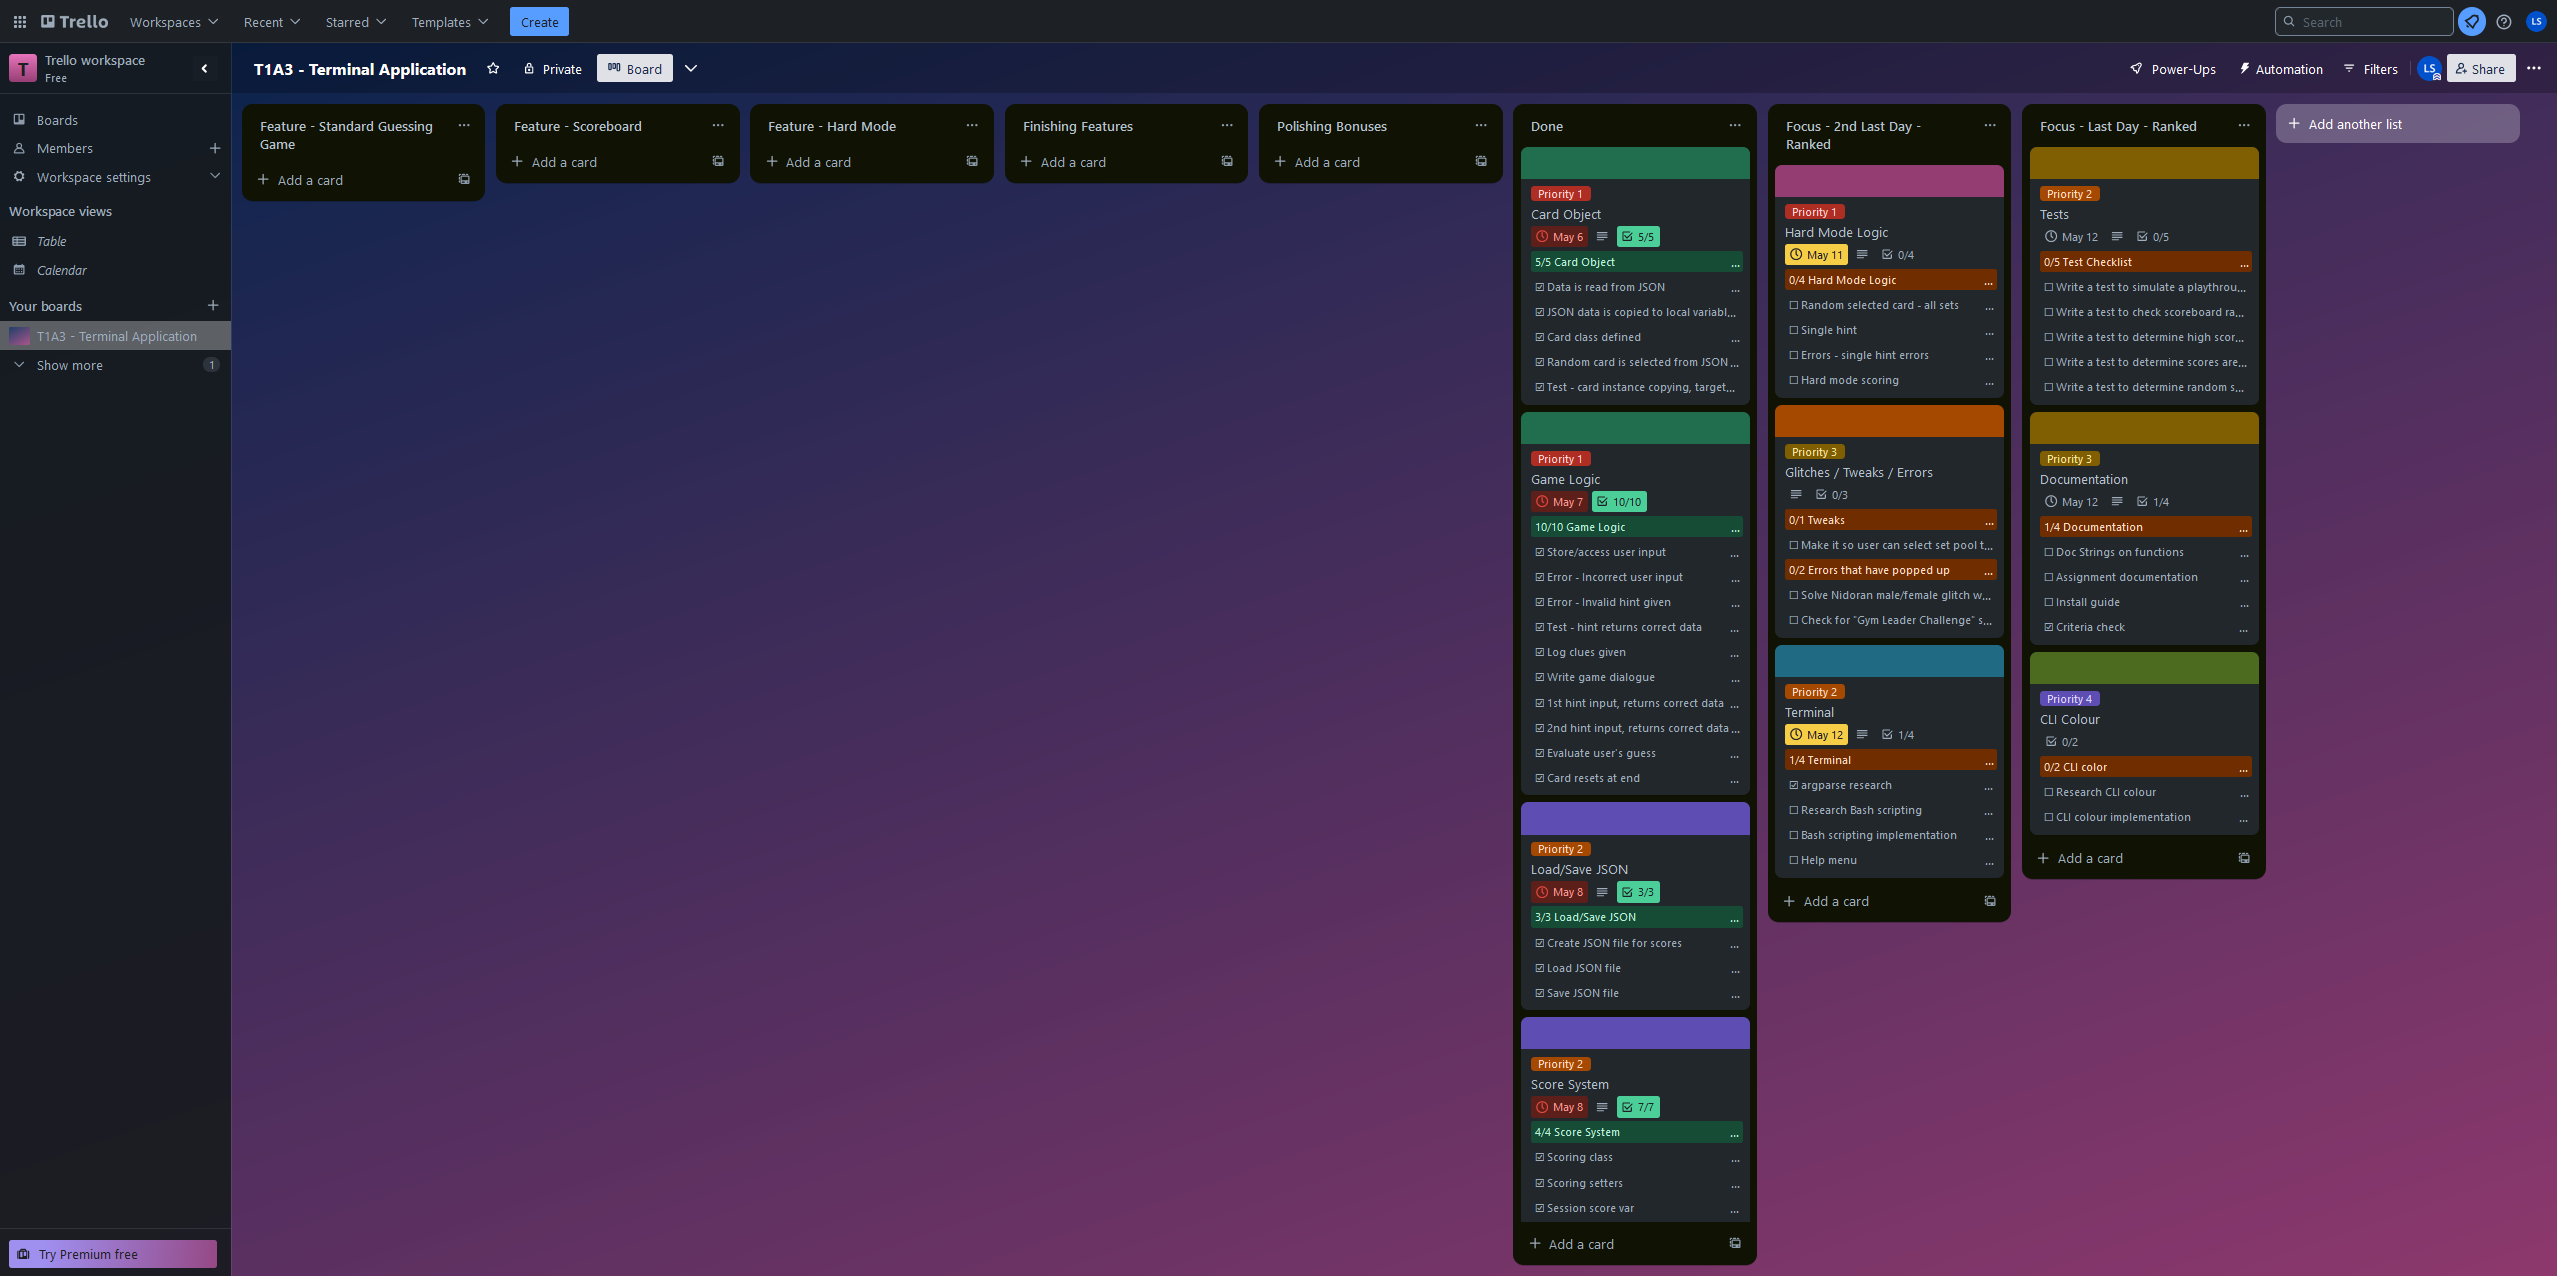 Trello
Workspaces
Recent
Starred
Templates
Create
Search
LS
T
Trello workspace
Free
T1A3 - Terminal Application
Private
Board
Power-Ups
Automation
Filters
LS
Share
Boards
Members
Workspace settings
Workspace views
Table
Calendar
Your boards
T1A3 - Terminal Application
Show more
1
Try Premium free
Feature - Standard Guessing
Game
Add a card
Feature - Scoreboard
Add a card
Feature - Hard Mode
Add a card
Finishing Features
Add a card
Polishing Bonuses
Add a card
Done
Priority 1
Card Object
May 6
5/5
5/5 Card Object
...
Data is read from JSON
...
JSON data is copied to local variabl...
Card class defined
...
Random card is selected from JSON ...
Test - card instance copying, target...
Priority 1
Game Logic
May 7
10/10
10/10 Game Logic
...
Store/access user input
...
Error - Incorrect user input
...
Error - Invalid hint given
...
Test - hint returns correct data
...
Log clues given
...
Write game dialogue
...
1st hint input, returns correct data ...
2nd hint input, returns correct data ...
Evaluate user's guess
...
Card resets at end
...
Priority 2
Load/Save JSON
May 8
3/3
3/3 Load/Save JSON
...
Create JSON file for scores
...
Load JSON file
...
Save JSON file
...
Priority 2
Score System
May 8
7/7
4/4 Score System
...
Scoring class
...
Scoring setters
...
Session score var
...
Add a card
Focus - 2nd Last Day -
Ranked
Priority 1
Hard Mode Logic
May 11
0/4
0/4 Hard Mode Logic
...
Random selected card - all sets
...
Single hint
...
Errors - single hint errors
...
Hard mode scoring
...
Priority 3
Glitches / Tweaks / Errors
0/3
0/1 Tweaks
...
Make it so user can select set pool t...
0/2 Errors that have popped up
...
Solve Nidoran male/female glitch w...
Check for "Gym Leader Challenge" s...
Priority 2
Terminal
May 12
1/4
1/4 Terminal
...
argparse research
...
Research Bash scripting
...
Bash scripting implementation
...
Help menu
...
Add a card
Focus - Last Day - Ranked
Priority 2
Tests
May 12
0/5
0/5 Test Checklist
...
Write a test to simulate a playthrou...
Write a test to check scoreboard ra...
Write a test to determine high scor...
Write a test to determine scores are...
Write a test to determine random s...
Priority 3
Documentation
May 12
1/4
1/4 Documentation
...
Doc Strings on functions
...
Assignment documentation
...
Install guide
...
Criteria check
...
Priority 4
CLI Colour
0/2
0/2 CLI color
...
Research CLI colour
...
CLI colour implementation
...
Add a card
Add another list